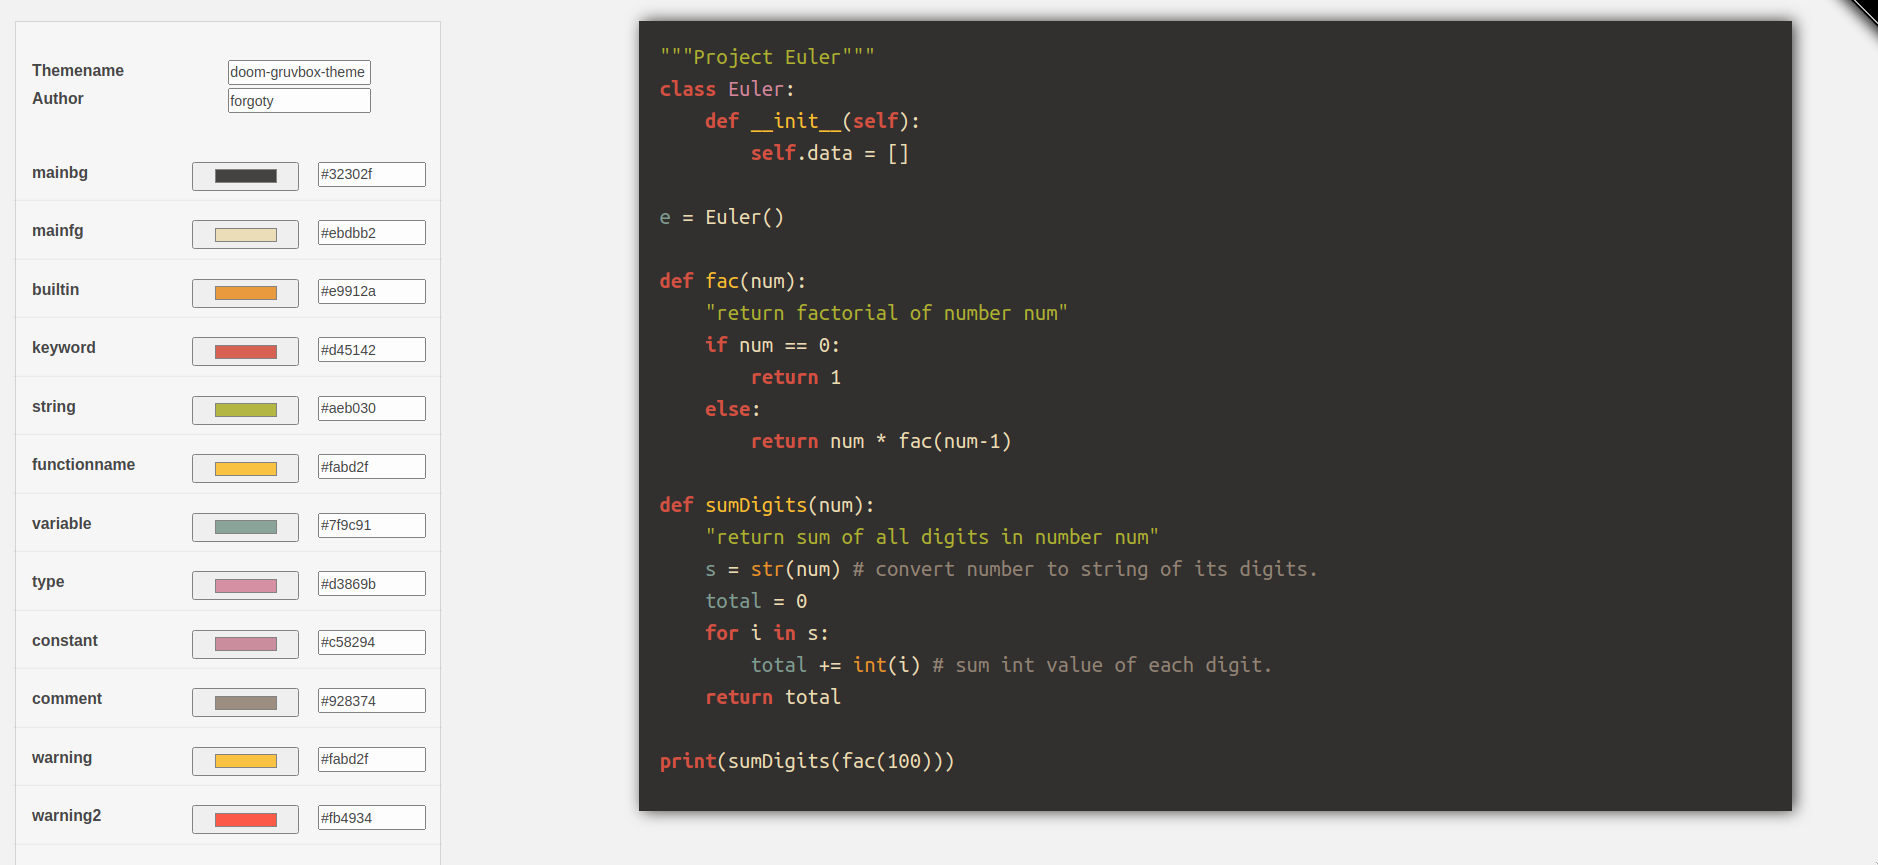 Themename doom-gruvbox-theme
Author forgoty
mainbg #32302f
mainfg #ebdbb2
builtin #e9912a
keyword #d45142
string #aeb030
functionname #fabd2f
variable #7f9c91
type #d3869b
constant #c58294
comment #928374
warning #fabd2f
warning2 #fb4934
"""Project Euler"""
class Euler:
    def __init__(self):
        self.data = []
e = Euler()
def fac(num):
    "return factorial of number num"
    if num == 0:
        return 1
    else:
        return num * fac(num-1)
def sumDigits(num):
    "return sum of all digits in number num"
    s = str(num) # convert number to string of its digits.
    total = 0
    for i in s:
        total += int(i) # sum int value of each digit.
    return total
print(sumDigits(fac(100)))